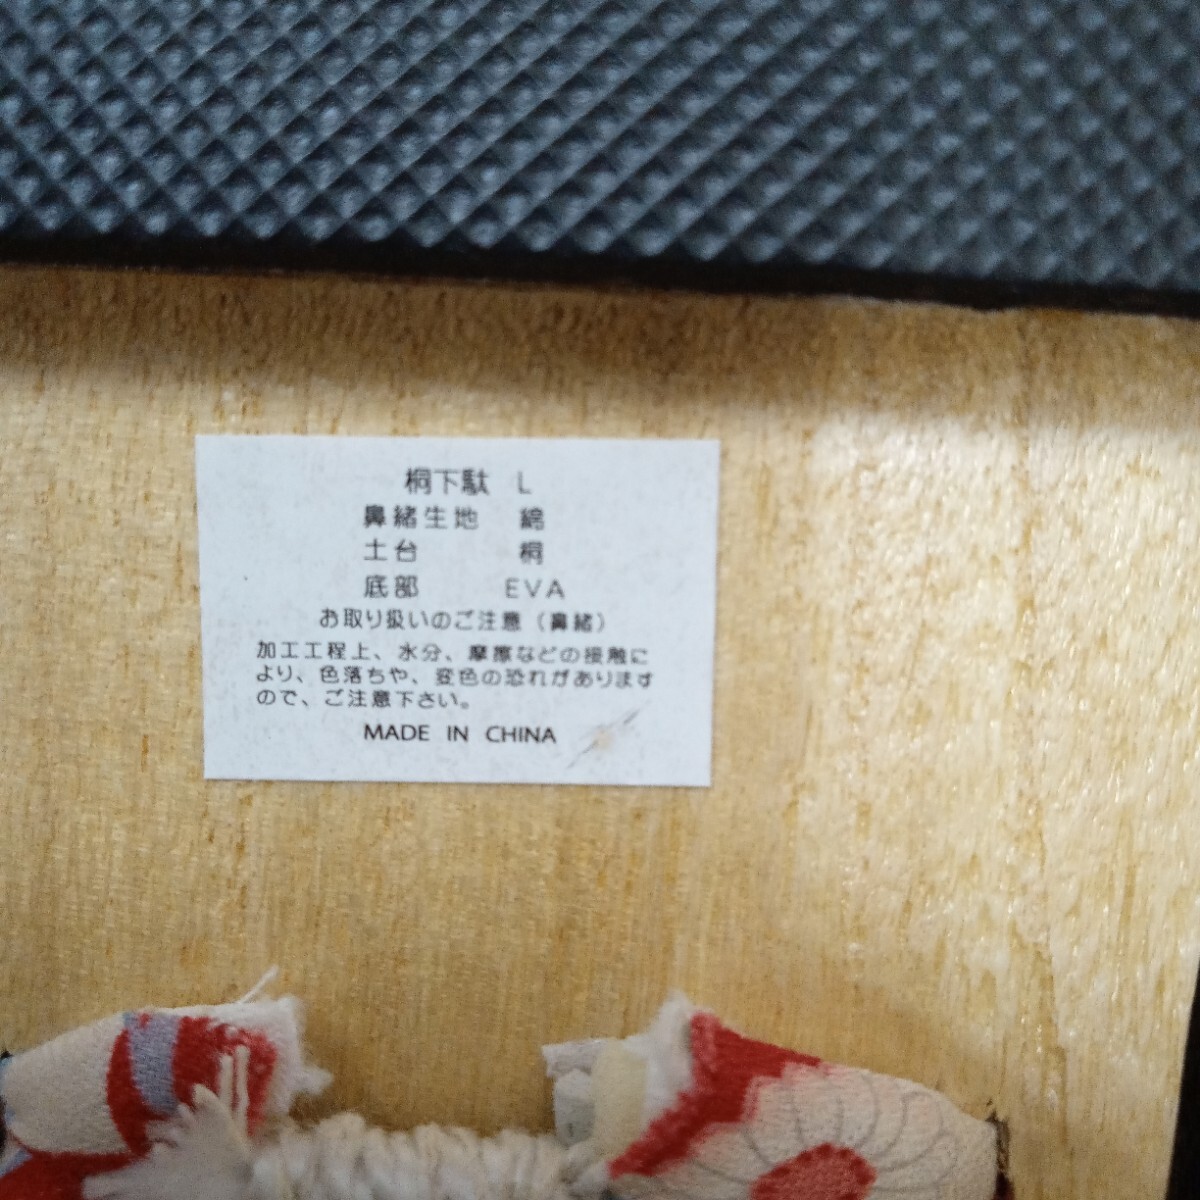 桐下駄 L
鼻緒生地 綿
土台 桐
底部 EVA
お取り扱いのご注意(鼻緒)
加工工程上、水分、摩擦などの接触に
より、色落ちや、変色の恐れがあります
ので、ご注意下さい。
MADE IN CHINA